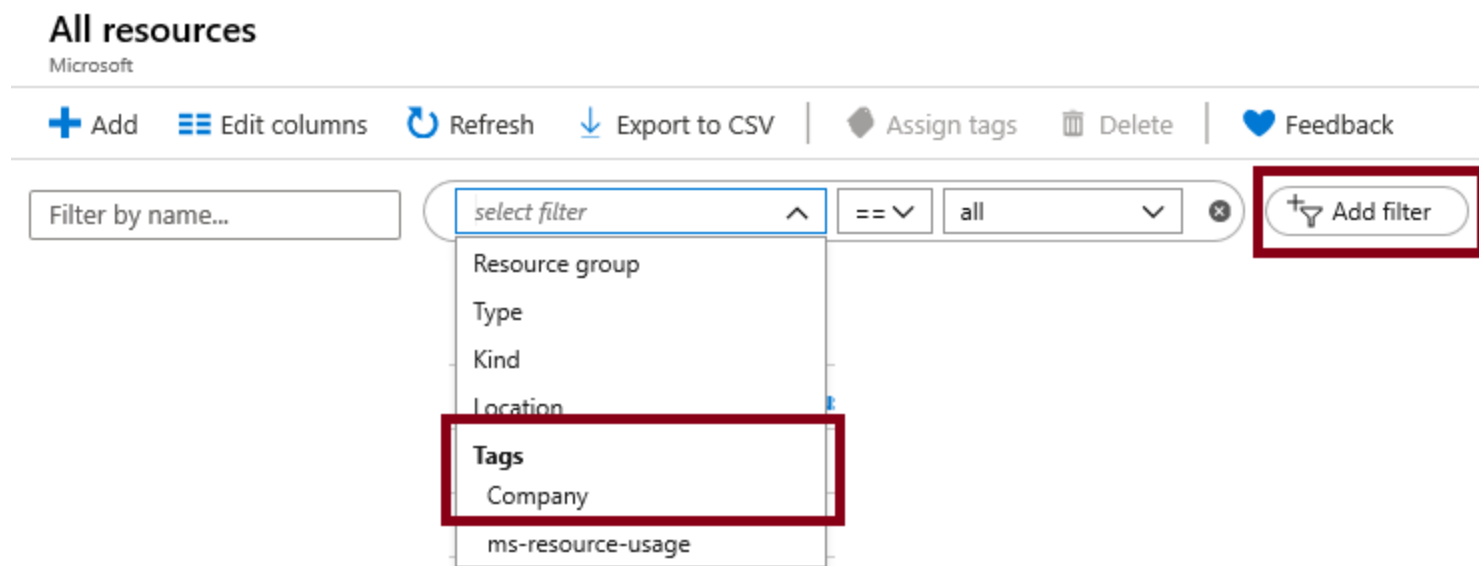 All resources
Microsoft
Add Edit columns Refresh Export to CSV Assign tags Delete Feedback
Filter by name... select filter == all Add filter
Resource group
Type
Kind
Location
Tags
Company
ms-resource-usage